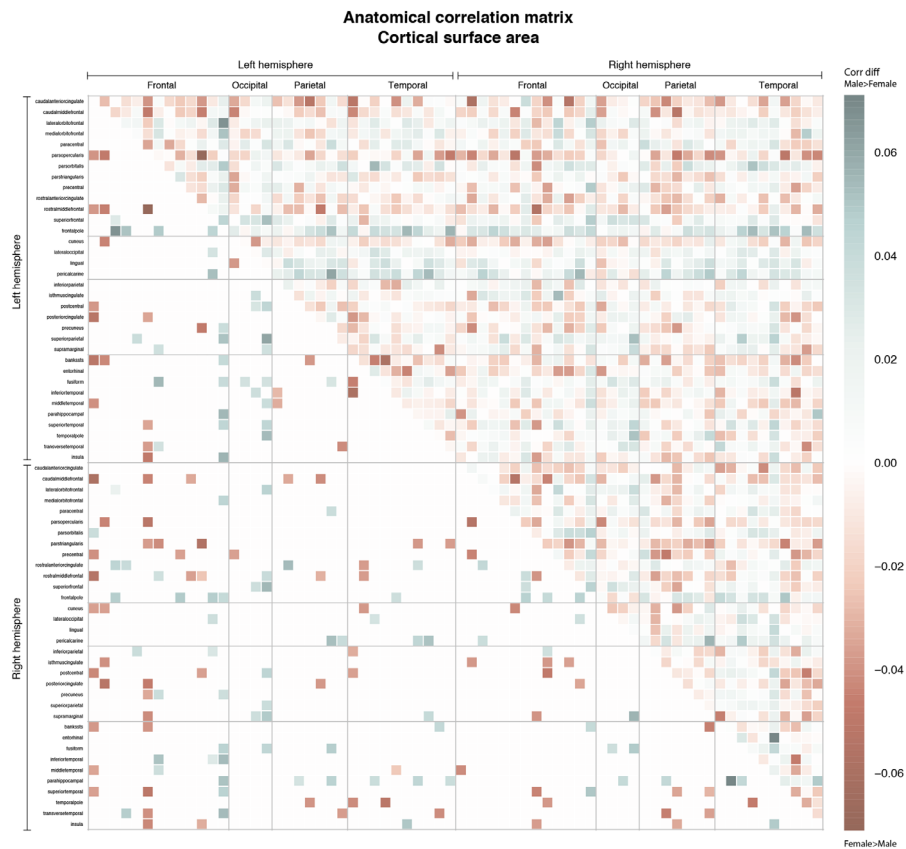 Anatomical correlation matrix
Cortical surface area
Left hemisphere
Right hemisphere
Frontal
Occipital
Parietal
Temporal
Frontal
Occipital
Parietal
Temporal
Corr diff
Male>Female
Left hemisphere
caudalanteriorcingulate
caudalmiddlefrontal
lateralorbitofrontal
medialorbitofrontal
paracentral
parsopercularis
parsorbitalis
parstriangularis
precentral
rostralanteriorcingulate
rostralmiddlefrontal
superiorfrontal
frontalpole
cuneus
lateraloccipital
lingual
pericalcarine
inferiorparietal
isthmuscingulate
postcentral
posteriorcingulate
precuneus
superiorparietal
supramarginal
bankssts
entorhinal
fusiform
inferiortemporal
middletemporal
parahippocampal
superiortemporal
temporalpole
transversetemporal
insula
Right hemisphere
caudalanteriorcingulate
caudalmiddlefrontal
lateralorbitofrontal
medialorbitofrontal
paracentral
parsopercularis
parsorbitalis
parstriangularis
precentral
rostralanteriorcingulate
rostralmiddlefrontal
superiorfrontal
frontalpole
cuneus
lateraloccipital
lingual
pericalcarine
inferiorparietal
isthmuscingulate
postcentral
posteriorcingulate
precuneus
superiorparietal
supramarginal
bankssts
entorhinal
fusiform
inferiortemporal
middletemporal
parahippocampal
superiortemporal
temporalpole
transversetemporal
insula
0.06
0.04
0.02
0.00
−0.02
−0.04
−0.06
Female>Male